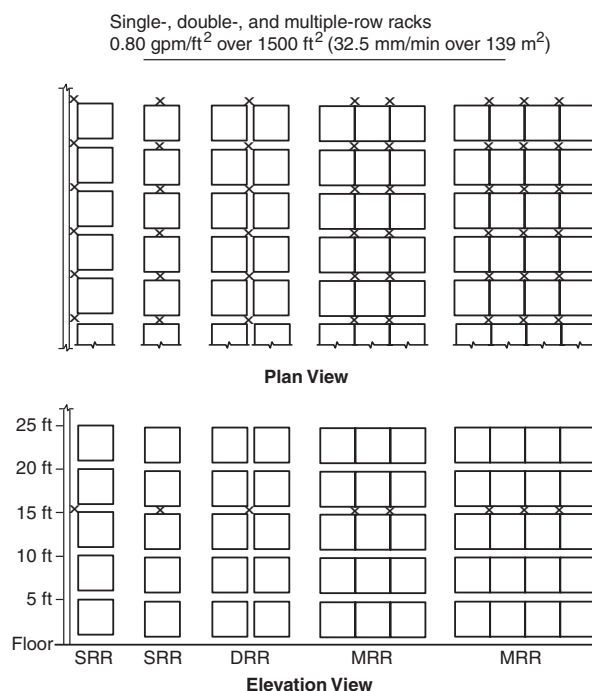 Single-, double-, and multiple-row racks
0.80 gpm/ft² over 1500 ft² (32.5 mm/min over 139 m²)
Plan View
25 ft
20 ft
15 ft
10 ft
5 ft
Floor
SRR SRR DRR MRR MRR
Elevation View